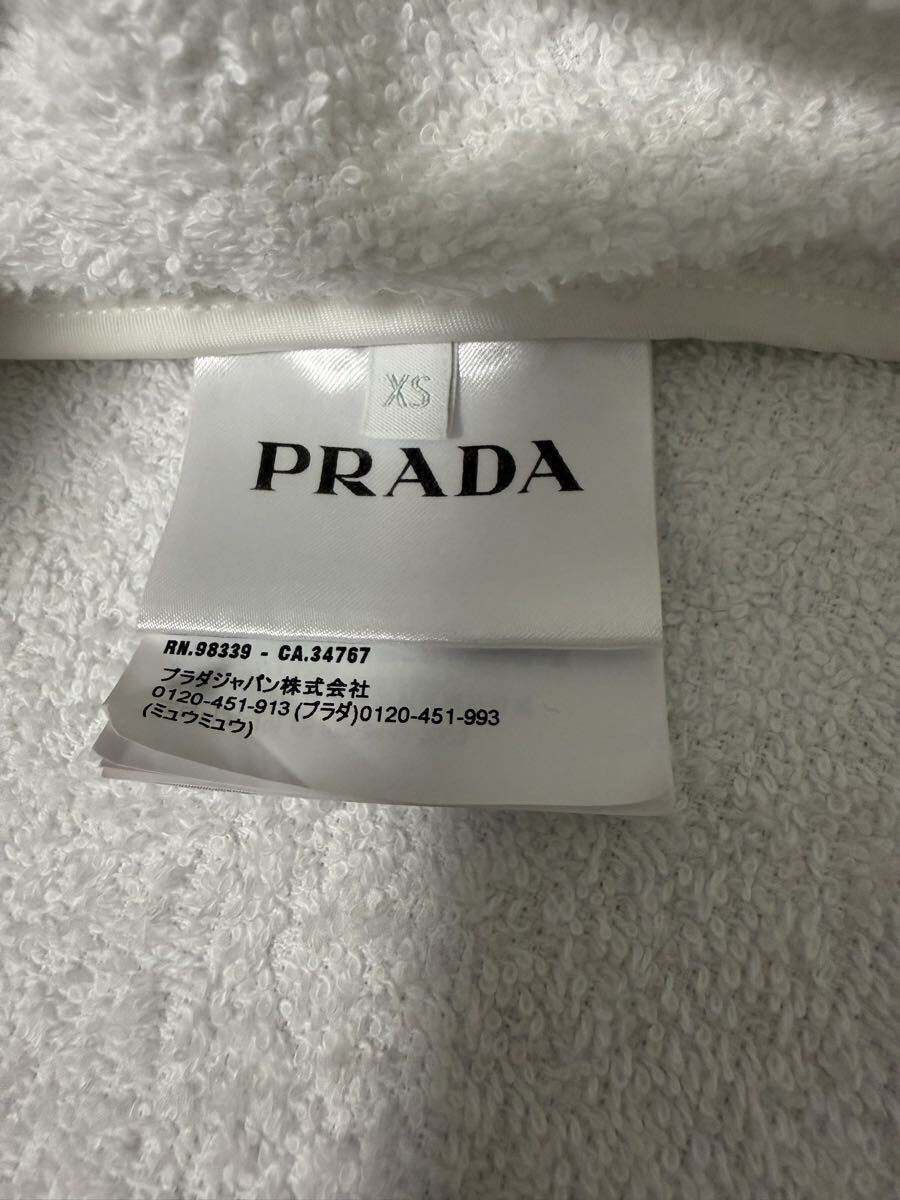 XS
PRADA
RN.98339 - CA.34767
プラダジャパン株式会社
0120-451-913 (プラダ)0120-451-993
(ミュウミュウ)